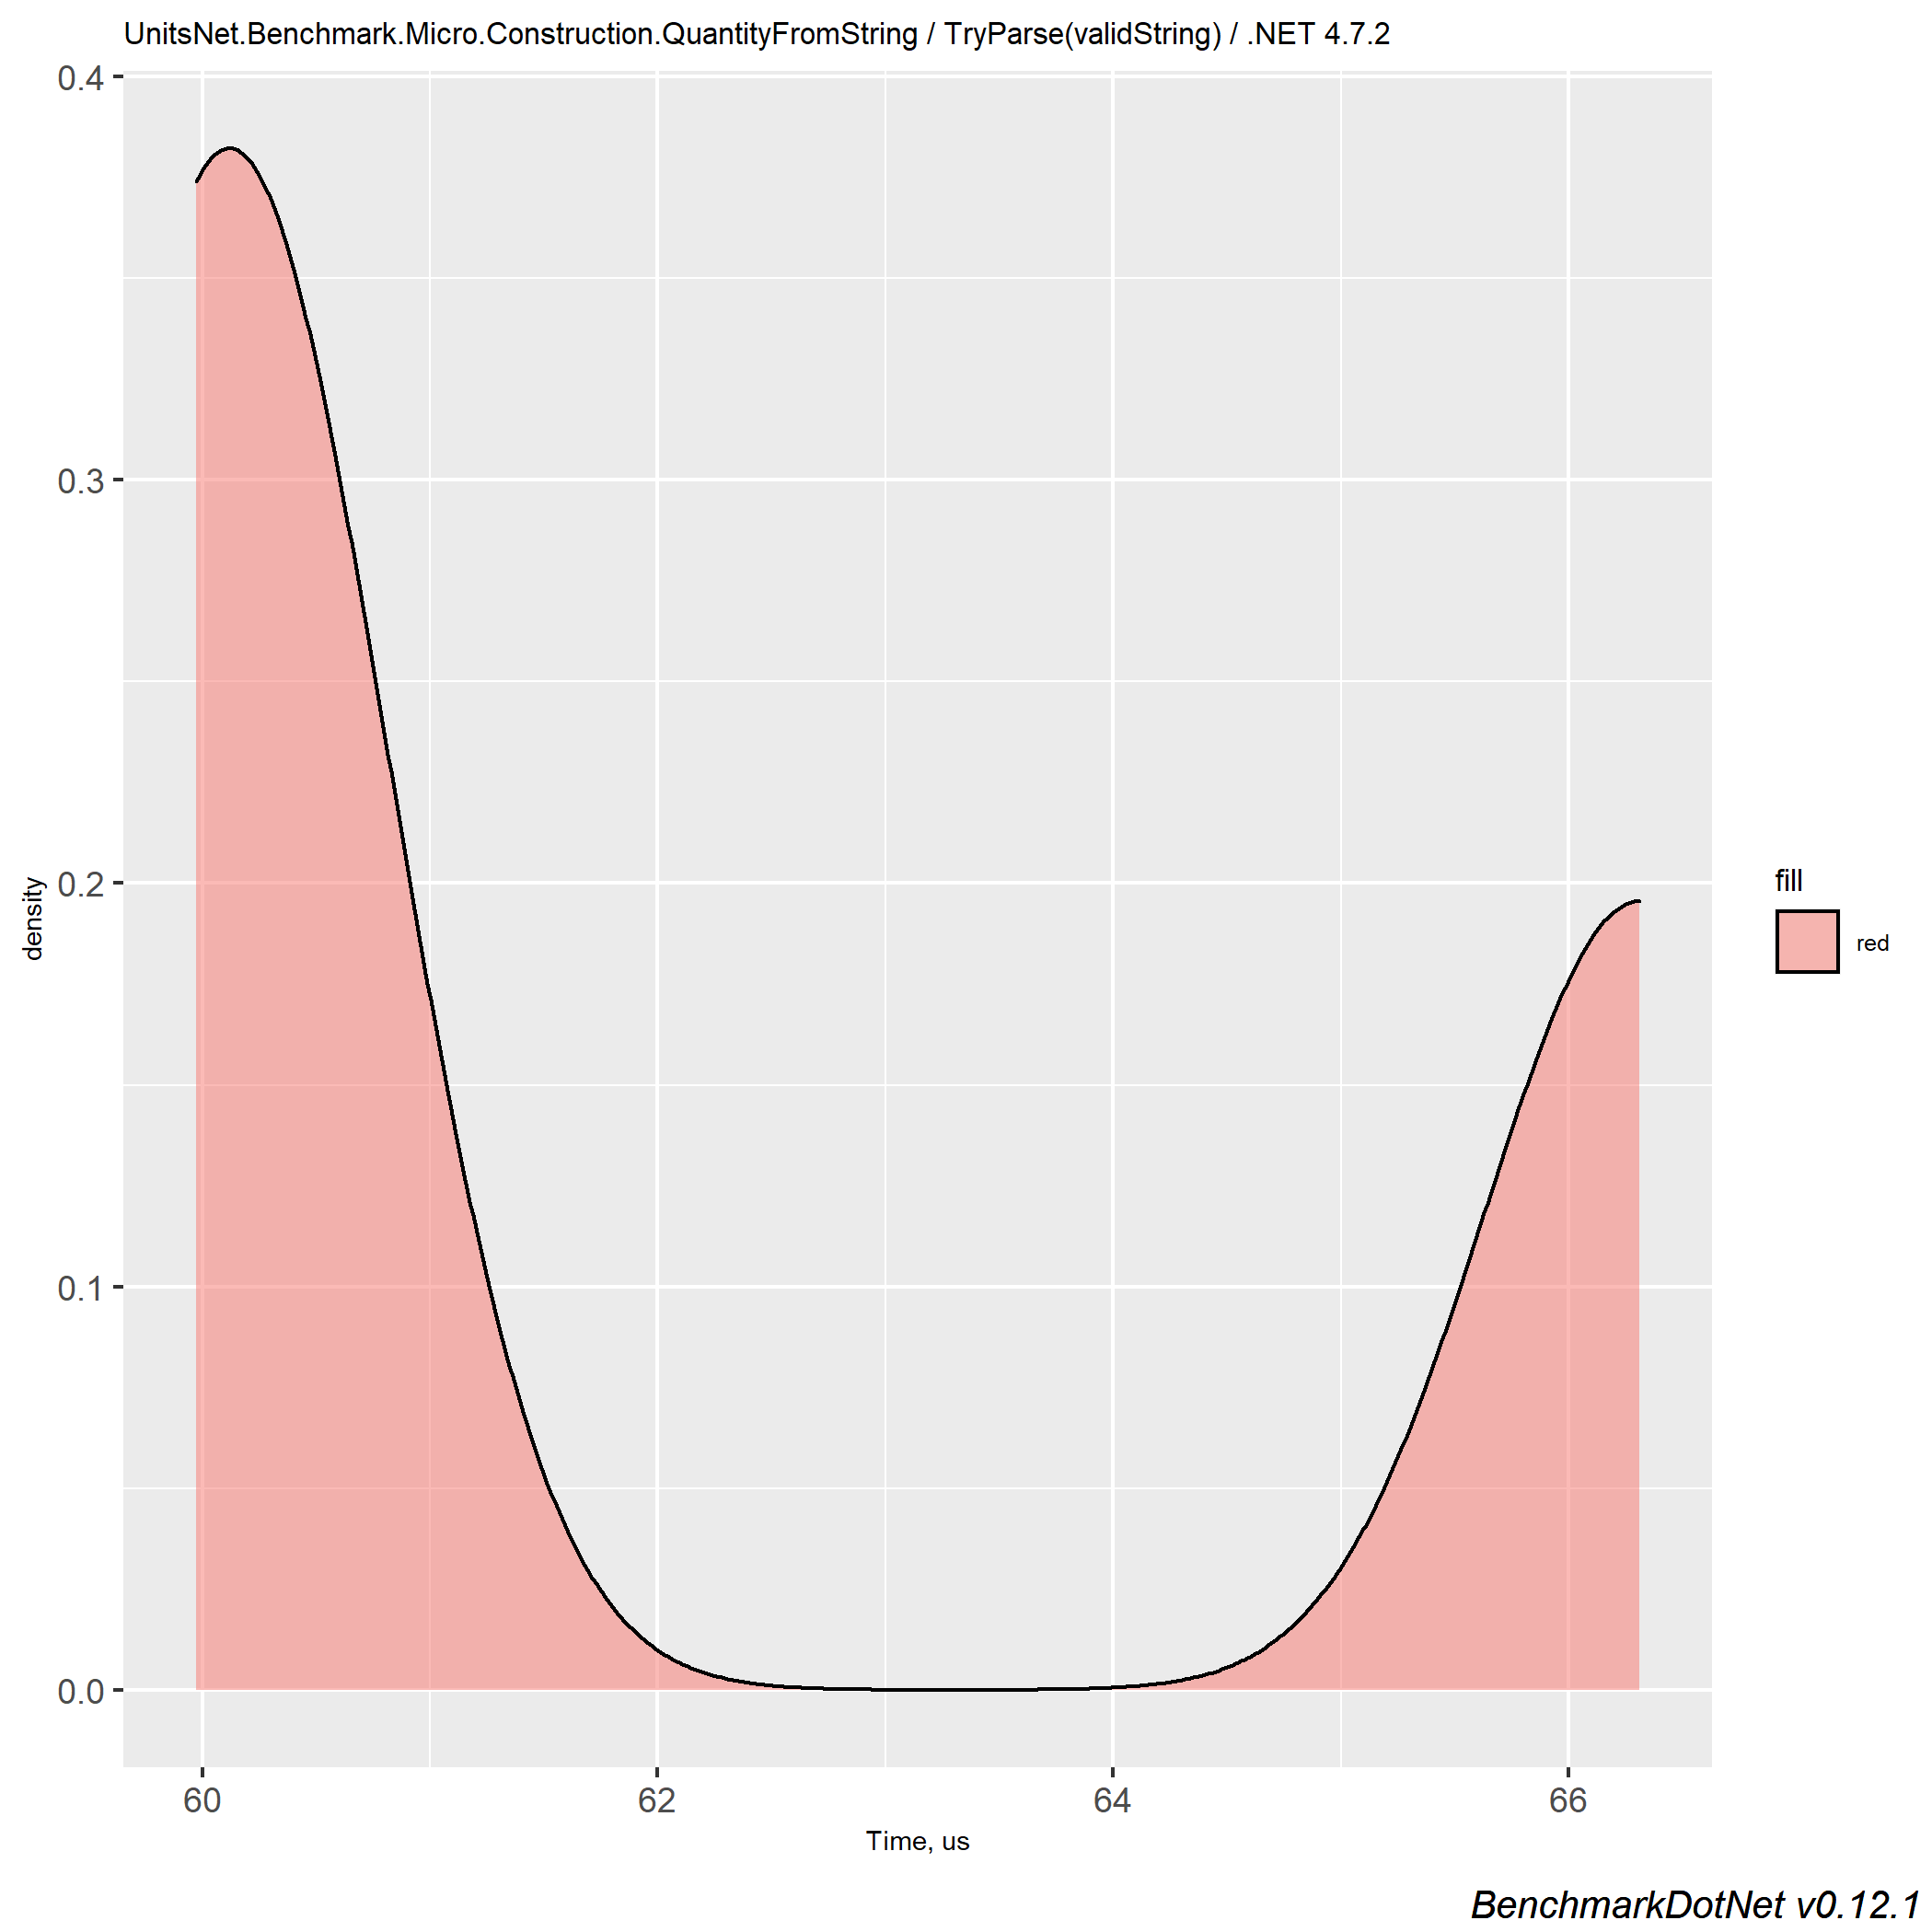 UnitsNet.Benchmark.Micro.Construction.QuantityFromString / TryParse(validString) / .NET 4.7.2
0.4
0.3
0.2
0.1
0.0
density
60
62
64
66
Time, us
fill
red
BenchmarkDotNet v0.12.1